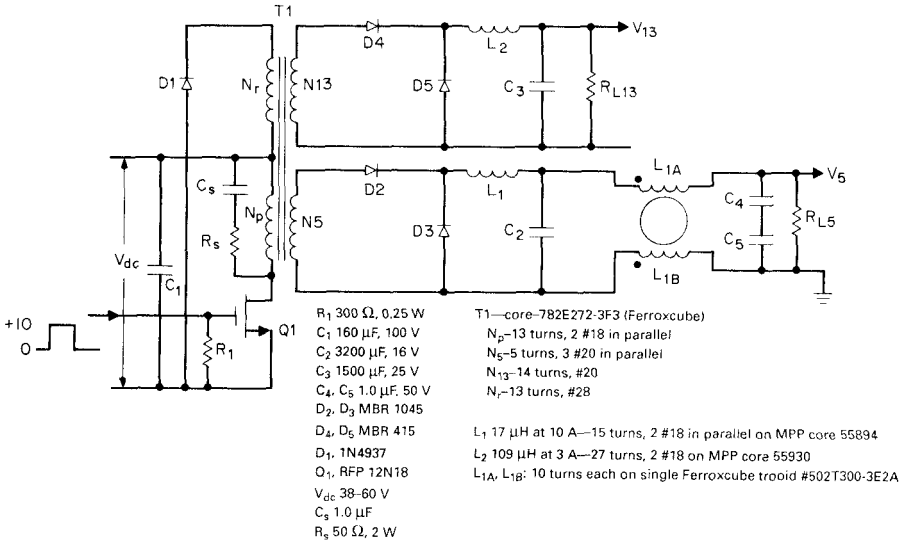 T1
D4
L2
V13
D1
Nr
N13
D5
C3
RL13
L1A
V5
Cs
D2
L1
C4
Np
N5
D3
C2
RL5
Rs
C5
Vdc
C1
L1B
+10
0
Q1
R1
R1 300 Ω, 0.25 W
C1 160 µF, 100 V
C2 3200 µF, 16 V
C3 1500 µF, 25 V
C4, C5 1.0 µF, 50 V
D2, D3 MBR 1045
D4, D5 MBR 415
D1, 1N4937
Q1, RFP 12N18
Vdc 38–60 V
Cs 1.0 µF
Rs 50 Ω, 2 W
T1—core–782E272-3F3 (Ferroxcube)
Np–13 turns, 2 #18 in parallel
N5–5 turns, 3 #20 in parallel
N13–14 turns, #20
Nr–13 turns, #28
L1 17 µH at 10 A—15 turns, 2 #18 in parallel on MPP core 55894
L2 109 µH at 3 A—27 turns, 2 #18 on MPP core 55930
L1A, L1B: 10 turns each on single Ferroxcube trooid #502T300-3E2A